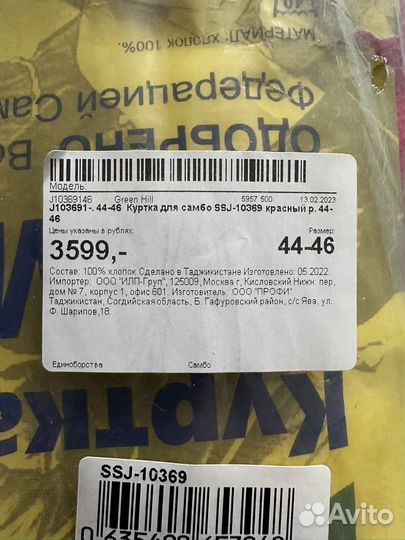 МАТЕРИАЛ: ХЛОПОК 100%.
Федерацией Сам
ОДОБРЕНО Во
Модель:
J10369146 Green Hill 5957 500 13.02.2023
J103691-. 44-46 Куртка для самбо SSJ-10369 красный р. 44-
46
Цены указаны в рублях: Размер:
3599,- 44-46
Состав: 100% хлопок Сделано в Таджикистане Изготовлено: 05.2022.
Импортер: ООО "ИЛП-Груп", 125009, Москва г, Кисловский Нижн. пер,
дом № 7, корпус 1, офис 601. Изготовитель: ООО "ПРОФИ"
Таджикистан, Согдийская область, Б. Гафуровский район, с/с Ява, ул.
Ф. Шарипов,18.
Единоборства Самбо
Куртка
SSJ-10369
Avito